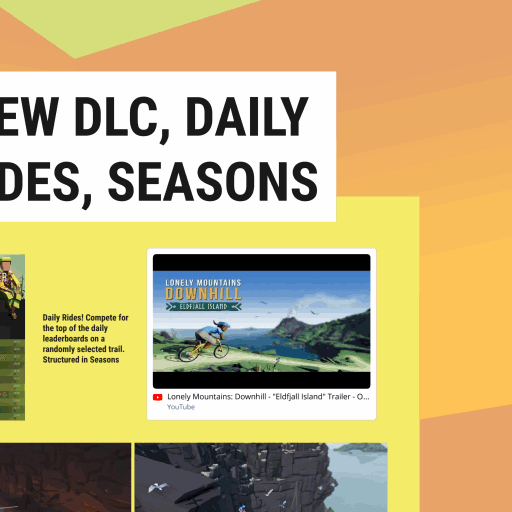 EW DLC, DAILY
DES, SEASONS
Daily Rides! Compete for
the top of the daily
leaderboards on a
randomly selected trail.
Structured in Seasons
LONELY MOUNTAINS
DOWNHILL
ELDFJALL ISLAND
Lonely Mountains: Downhill - "Eldfjall Island" Trailer - O...
YouTube